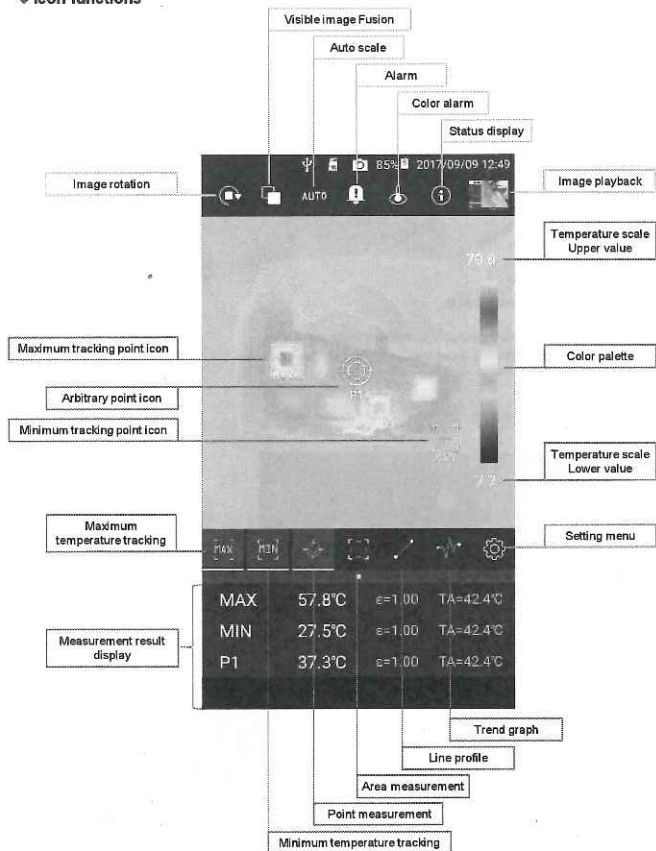 Icon functions
Visible image Fusion
Auto scale
Alarm
Color alarm
Status display
85% 2017/09/09 12:49
Image rotation
AUTO
Image playback
Temperature scale
Upper value
Maximum tracking point icon
Color palette
Arbitrary point icon
P1
Minimum tracking point icon
Temperature scale
Lower value
7.7
Maximum
temperature tracking
MAX
MIN
Setting menu
MAX 57.8°C ε=1.00 TA=42.4°C
MIN 27.5°C ε=1.00 TA=42.4°C
P1 37.3°C ε=1.00 TA=42.4°C
Measurement result
display
Trend graph
Line profile
Area measurement
Point measurement
Minimum temperature tracking